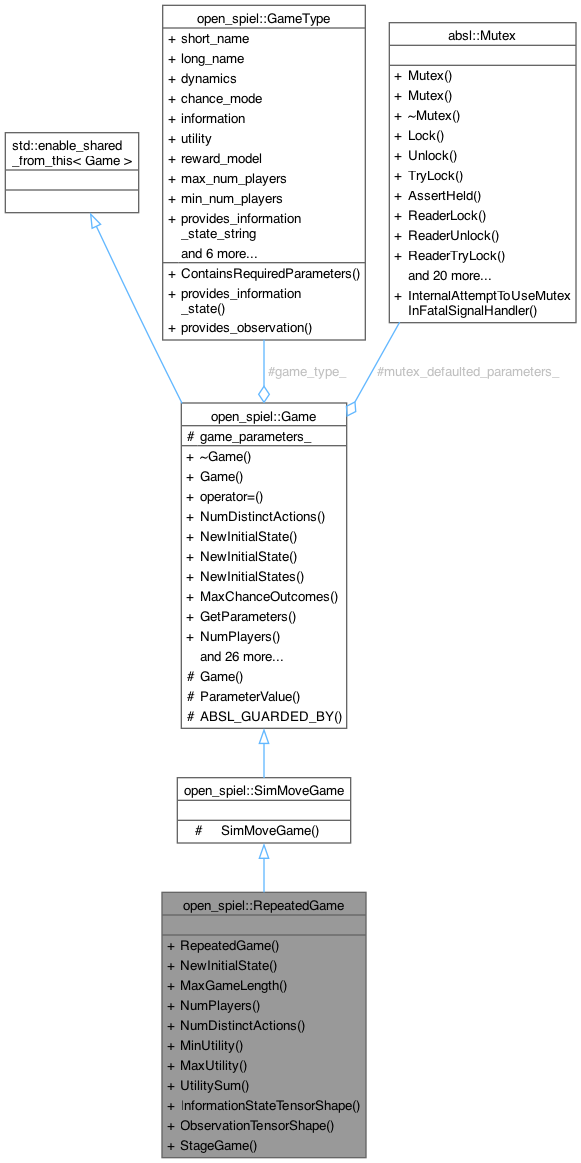 open_spiel::GameType
+ short_name
+ long_name
+ dynamics
+ chance_mode
+ information
+ utility
+ reward_model
+ max_num_players
+ min_num_players
+ provides_information
_state_string
and 6 more...
+ ContainsRequiredParameters()
+ provides_information
_state()
+ provides_observation()
absl::Mutex
+ Mutex()
+ Mutex()
+ ~Mutex()
+ Lock()
+ Unlock()
+ TryLock()
+ AssertHeld()
+ ReaderLock()
+ ReaderUnlock()
+ ReaderTryLock()
and 20 more...
+ InternalAttemptToUseMutex
InFatalSignalHandler()
std::enable_shared
_from_this< Game >
#game_type_
#mutex_defaulted_parameters_
open_spiel::Game
# game_parameters_
+ ~Game()
+ Game()
+ operator=()
+ NumDistinctActions()
+ NewInitialState()
+ NewInitialState()
+ NewInitialStates()
+ MaxChanceOutcomes()
+ GetParameters()
+ NumPlayers()
and 26 more...
# Game()
# ParameterValue()
# ABSL_GUARDED_BY()
open_spiel::SimMoveGame
# SimMoveGame()
open_spiel::RepeatedGame
+ RepeatedGame()
+ NewInitialState()
+ MaxGameLength()
+ NumPlayers()
+ NumDistinctActions()
+ MinUtility()
+ MaxUtility()
+ UtilitySum()
+ InformationStateTensorShape()
+ ObservationTensorShape()
+ StageGame()